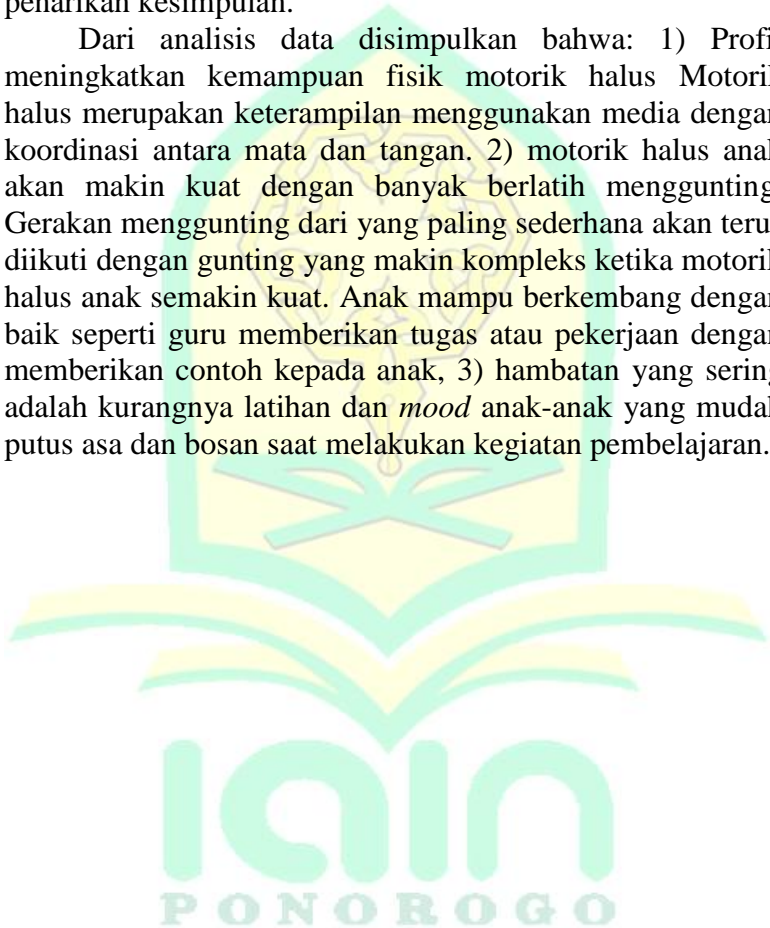 penarikan kesimpulan.
Dari analisis data disimpulkan bahwa: 1) Profi
meningkatkan kemampuan fisik motorik halus Motorik
halus merupakan keterampilan menggunakan media dengan
koordinasi antara mata dan tangan. 2) motorik halus anak
akan makin kuat dengan banyak berlatih menggunting
Gerakan menggunting dari yang paling sederhana akan teru
diikuti dengan gunting yang makin kompleks ketika motorik
halus anak semakin kuat. Anak mampu berkembang dengan
baik seperti guru memberikan tugas atau pekerjaan dengan
memberikan contoh kepada anak, 3) hambatan yang sering
adalah kurangnya latihan dan mood anak-anak yang mudah
putus asa dan bosan saat melakukan kegiatan pembelajaran.
iain
PONOROGO